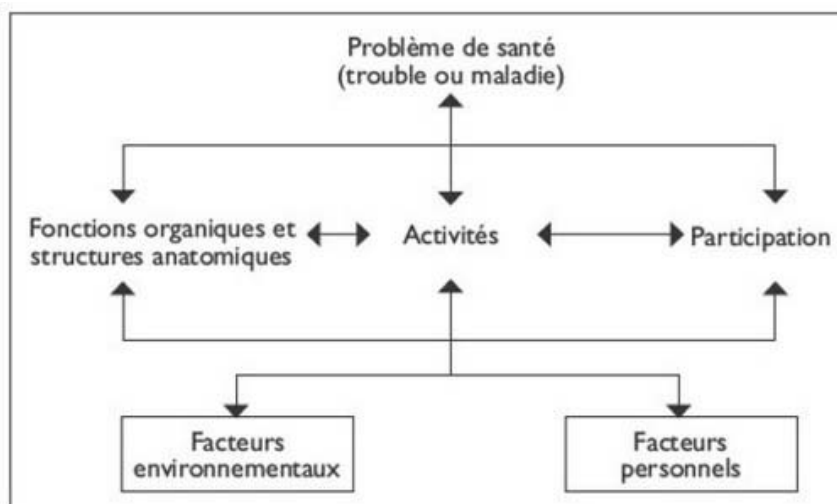 Problème de santé
(trouble ou maladie)
Fonctions organiques et
structures anatomiques
Activités
Participation
Facteurs
environnementaux
Facteurs
personnels